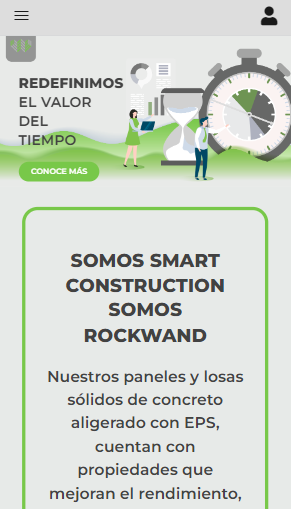 REDEFINIMOS
EL VALOR
DEL
TIEMPO
CONOCE MÁS
SOMOS SMART
CONSTRUCTION
SOMOS
ROCKWAND
Nuestros paneles y losas
sólidos de concreto
aligerado con EPS,
cuentan con
propiedades que
mejoran el rendimiento,